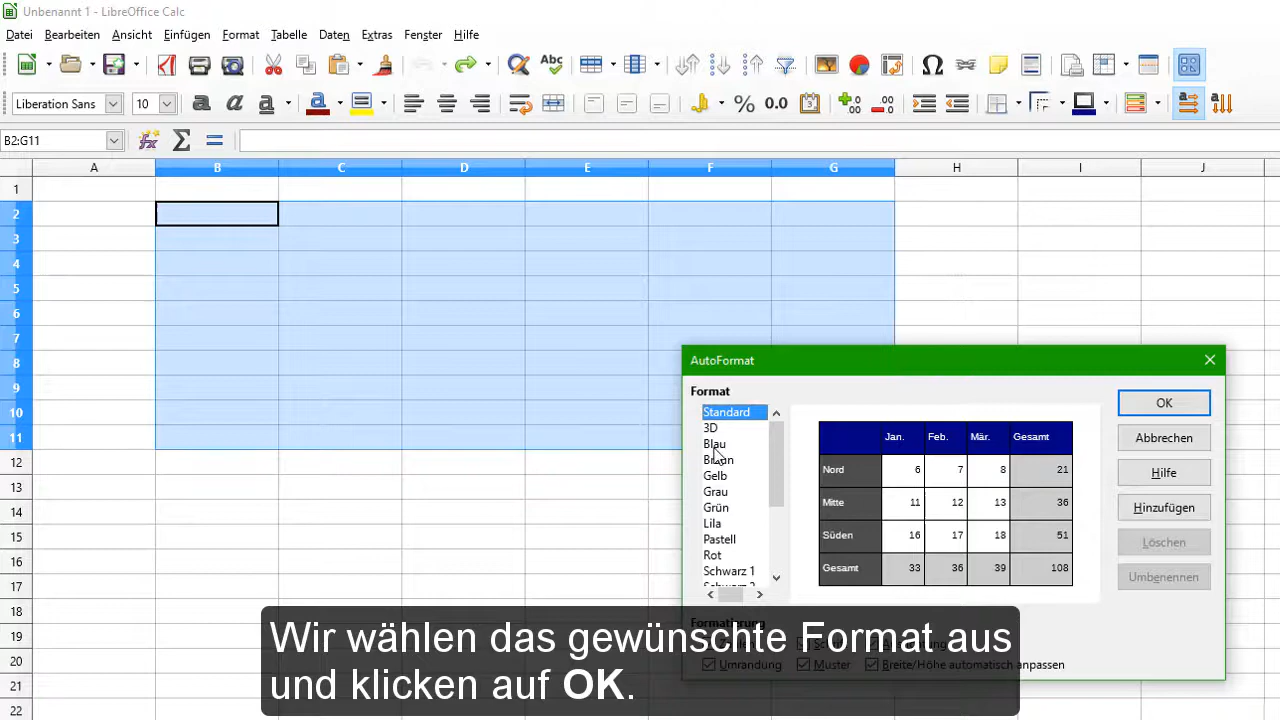 Unbenannt 1 - LibreOffice Calc
Datei Bearbeiten Ansicht Einfügen Format Tabelle Daten Extras Fenster Hilfe
Abc
Liberation Sans 10 a a a a % 0.0 .00 .00
B2:G11
A B C D E F G H I J
1
2
3
4
5
6
7
8
9
10
11
12
13
14
15
16
17
18
19
20
21
22
AutoFormat
Format
Standard
3D
Blau
Braun
Gelb
Grau
Grün
Lila
Pastell
Rot
Schwarz 1
Jan. Feb. Mär. Gesamt
Nord 6 7 8 21
Mitte 11 12 13 36
Süden 16 17 18 51
Gesamt 33 36 39 108
OK
Abbrechen
Hilfe
Hinzufügen
Löschen
Umbenennen
Formatierung
Umrandung Muster Breite/Höhe automatisch anpassen
Wir wählen das gewünschte Format aus
und klicken auf OK.